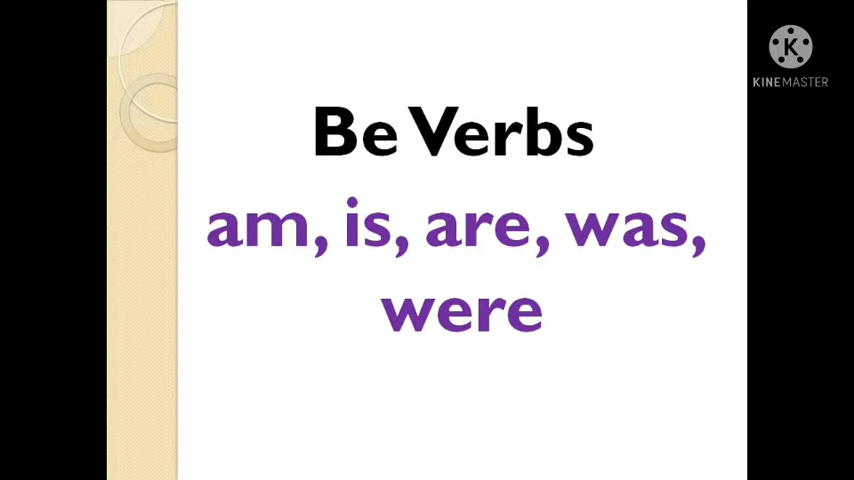 K
KINEMASTER
Be Verbs
am, is, are, was,
were